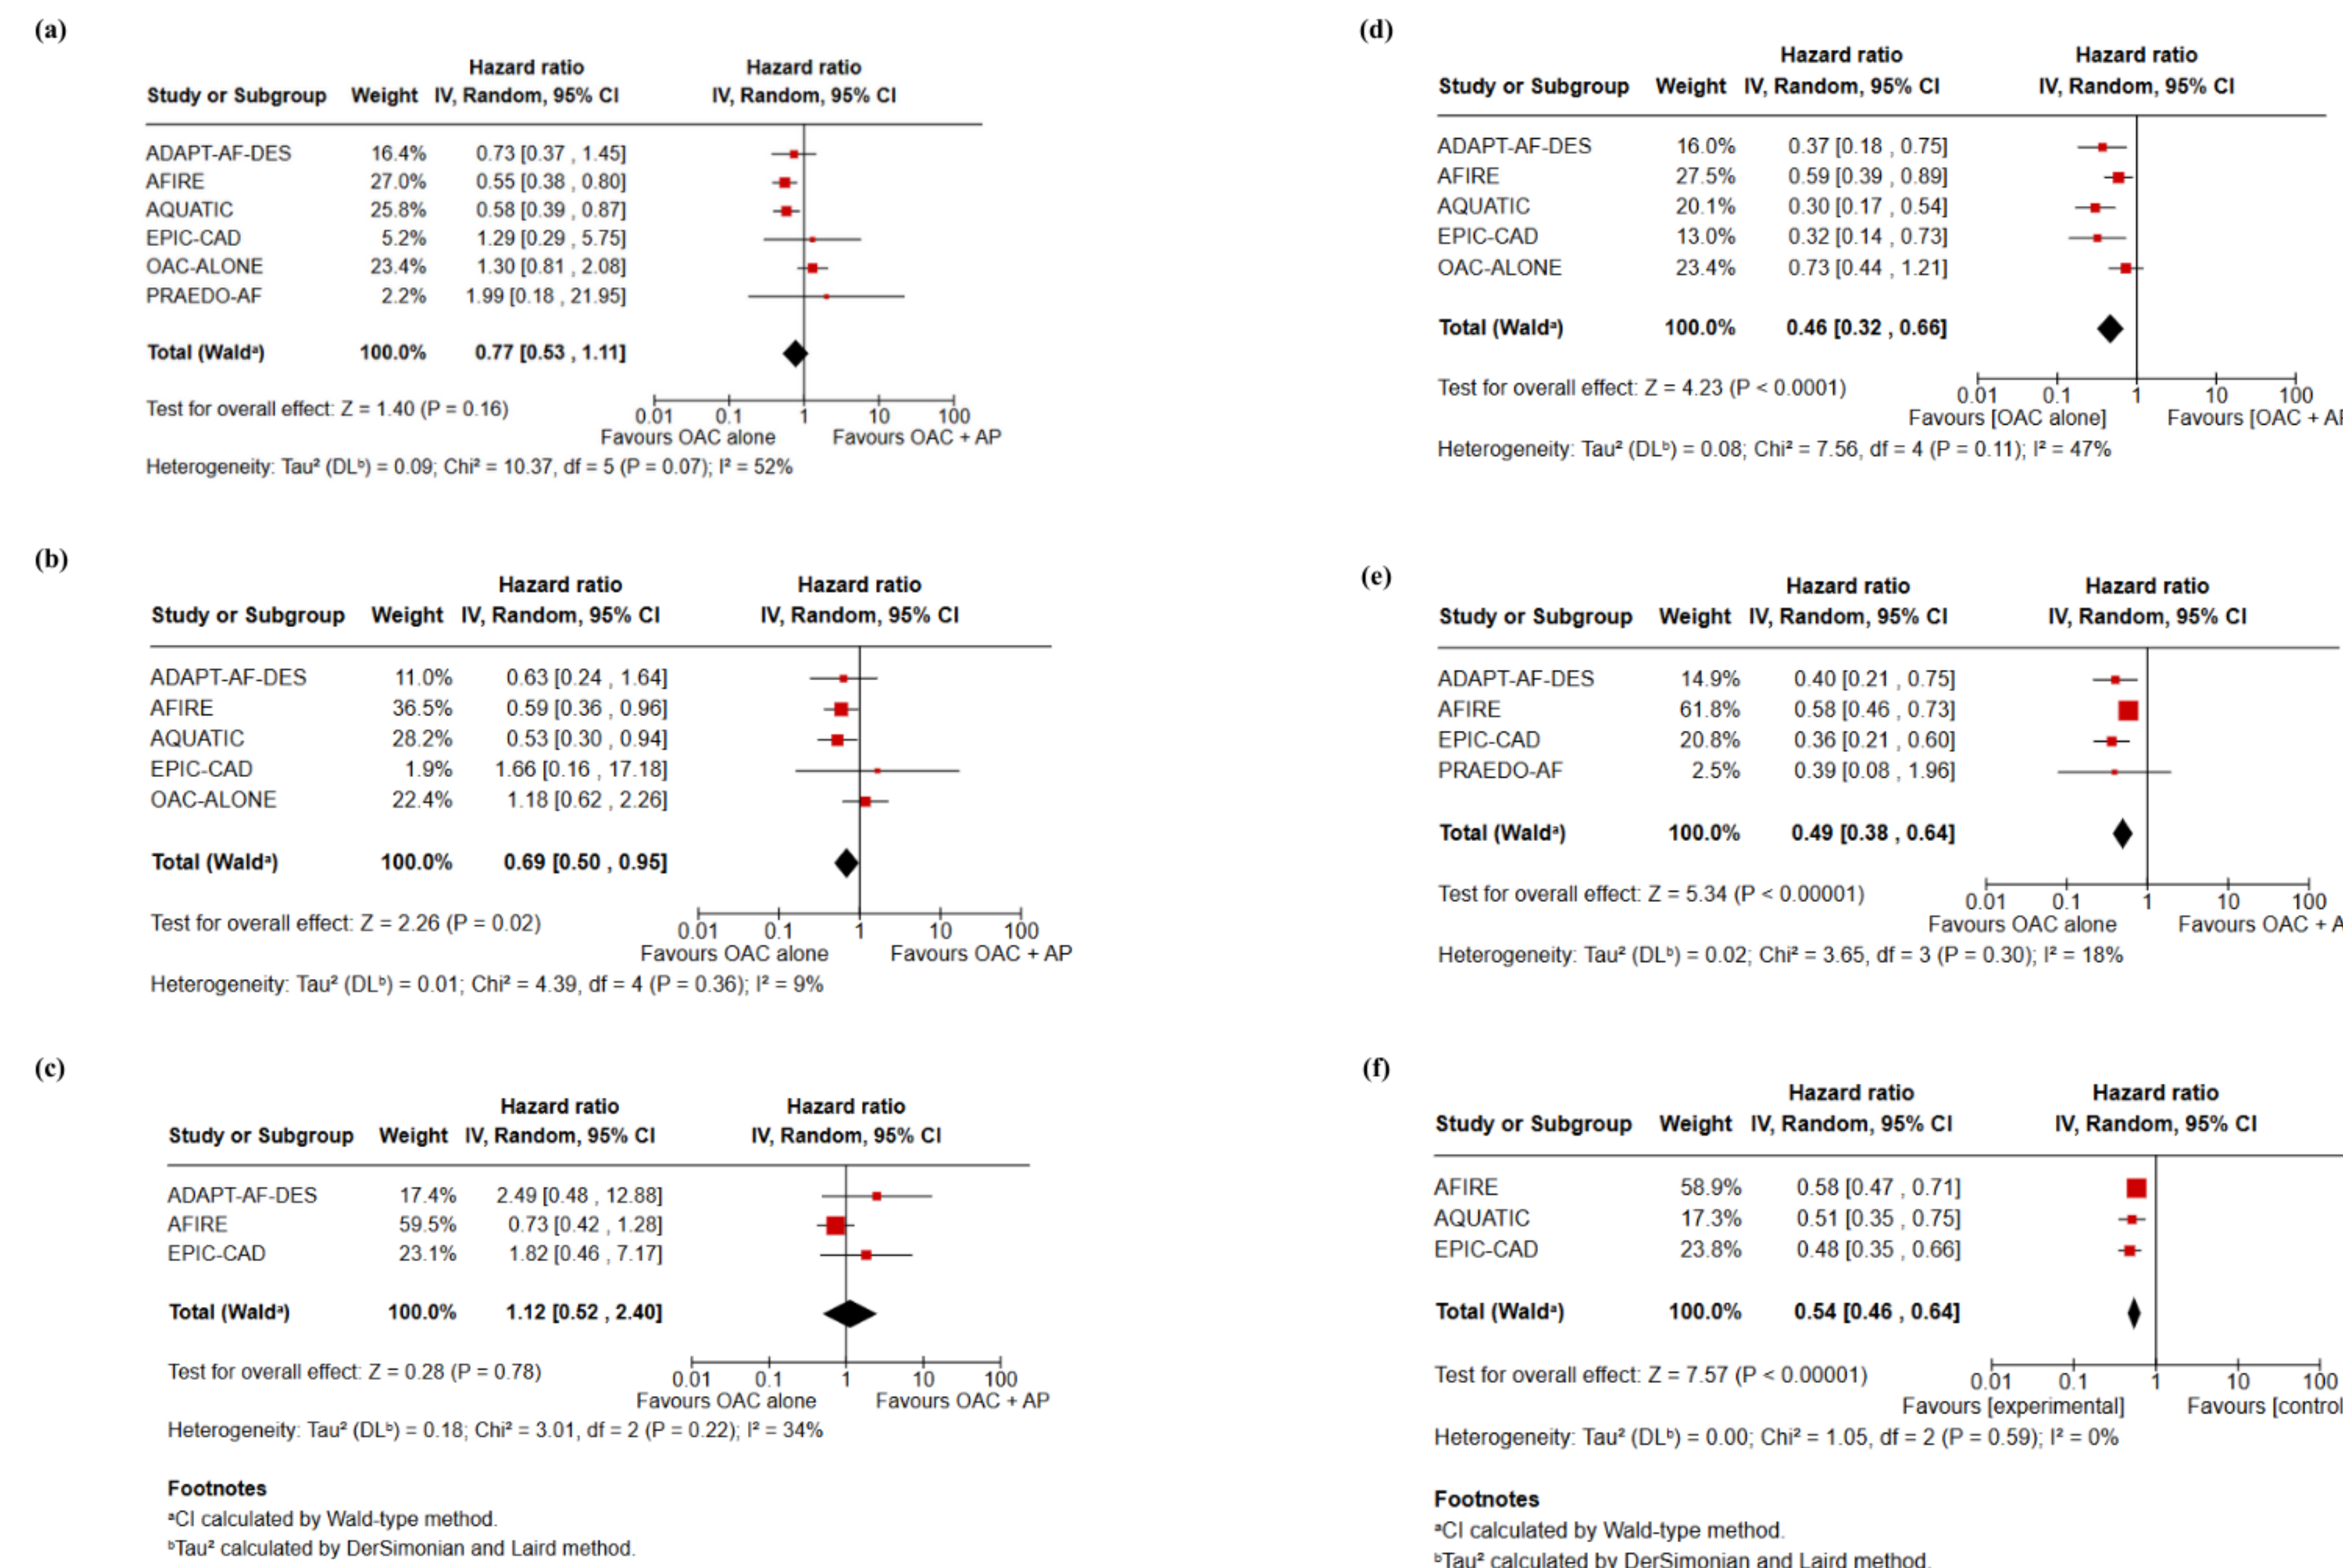 (a)
Hazard ratio Hazard ratio
Study or Subgroup Weight IV, Random, 95% CI IV, Random, 95% CI
ADAPT-AF-DES 16.4% 0.73 [0.37 , 1.45]
AFIRE 27.0% 0.55 [0.38 , 0.80]
AQUATIC 25.8% 0.58 [0.39 , 0.87]
EPIC-CAD 5.2% 1.29 [0.29 , 5.75]
OAC-ALONE 23.4% 1.30 [0.81 , 2.08]
PRAEDO-AF 2.2% 1.99 [0.18 , 21.95]
Total (Waldᵃ) 100.0% 0.77 [0.53 , 1.11]
Test for overall effect: Z = 1.40 (P = 0.16)
0.01 0.1 1 10 100
Favours OAC alone Favours OAC + AP
Heterogeneity: Tau² (DLᵇ) = 0.09; Chi² = 10.37, df = 5 (P = 0.07); I² = 52%
(b)
Hazard ratio Hazard ratio
Study or Subgroup Weight IV, Random, 95% CI IV, Random, 95% CI
ADAPT-AF-DES 11.0% 0.63 [0.24 , 1.64]
AFIRE 36.5% 0.59 [0.36 , 0.96]
AQUATIC 28.2% 0.53 [0.30 , 0.94]
EPIC-CAD 1.9% 1.66 [0.16 , 17.18]
OAC-ALONE 22.4% 1.18 [0.62 , 2.26]
Total (Waldᵃ) 100.0% 0.69 [0.50 , 0.95]
Test for overall effect: Z = 2.26 (P = 0.02)
0.01 0.1 1 10 100
Favours OAC alone Favours OAC + AP
Heterogeneity: Tau² (DLᵇ) = 0.01; Chi² = 4.39, df = 4 (P = 0.36); I² = 9%
(c)
Hazard ratio Hazard ratio
Study or Subgroup Weight IV, Random, 95% CI IV, Random, 95% CI
ADAPT-AF-DES 17.4% 2.49 [0.48 , 12.88]
AFIRE 59.5% 0.73 [0.42 , 1.28]
EPIC-CAD 23.1% 1.82 [0.46 , 7.17]
Total (Waldᵃ) 100.0% 1.12 [0.52 , 2.40]
Test for overall effect: Z = 0.28 (P = 0.78)
0.01 0.1 1 10 100
Favours OAC alone Favours OAC + AP
Heterogeneity: Tau² (DLᵇ) = 0.18; Chi² = 3.01, df = 2 (P = 0.22); I² = 34%
Footnotes
ᵃCI calculated by Wald-type method.
ᵇTau² calculated by DerSimonian and Laird method.
(d)
Hazard ratio Hazard ratio
Study or Subgroup Weight IV, Random, 95% CI IV, Random, 95% CI
ADAPT-AF-DES 16.0% 0.37 [0.18 , 0.75]
AFIRE 27.5% 0.59 [0.39 , 0.89]
AQUATIC 20.1% 0.30 [0.17 , 0.54]
EPIC-CAD 13.0% 0.32 [0.14 , 0.73]
OAC-ALONE 23.4% 0.73 [0.44 , 1.21]
Total (Waldᵃ) 100.0% 0.46 [0.32 , 0.66]
Test for overall effect: Z = 4.23 (P < 0.0001)
0.01 0.1 1 10 100
Favours [OAC alone] Favours [OAC +
Heterogeneity: Tau² (DLᵇ) = 0.08; Chi² = 7.56, df = 4 (P = 0.11); I² = 47%
(e)
Hazard ratio Hazard ratio
Study or Subgroup Weight IV, Random, 95% CI IV, Random, 95% CI
ADAPT-AF-DES 14.9% 0.40 [0.21 , 0.75]
AFIRE 61.8% 0.58 [0.46 , 0.73]
EPIC-CAD 20.8% 0.36 [0.21 , 0.60]
PRAEDO-AF 2.5% 0.39 [0.08 , 1.96]
Total (Waldᵃ) 100.0% 0.49 [0.38 , 0.64]
Test for overall effect: Z = 5.34 (P < 0.00001)
0.01 0.1 1 10 100
Favours OAC alone Favours OAC +
Heterogeneity: Tau² (DLᵇ) = 0.02; Chi² = 3.65, df = 3 (P = 0.30); I² = 18%
(f)
Hazard ratio Hazard ratio
Study or Subgroup Weight IV, Random, 95% CI IV, Random, 95% CI
AFIRE 58.9% 0.58 [0.47 , 0.71]
AQUATIC 17.3% 0.51 [0.35 , 0.75]
EPIC-CAD 23.8% 0.48 [0.35 , 0.66]
Total (Waldᵃ) 100.0% 0.54 [0.46 , 0.64]
Test for overall effect: Z = 7.57 (P < 0.00001)
0.01 0.1 1 10 100
Favours [experimental] Favours [control
Heterogeneity: Tau² (DLᵇ) = 0.00; Chi² = 1.05, df = 2 (P = 0.59); I² = 0%
Footnotes
ᵃCI calculated by Wald-type method.
ᵇTau² calculated by DerSimonian and Laird method.